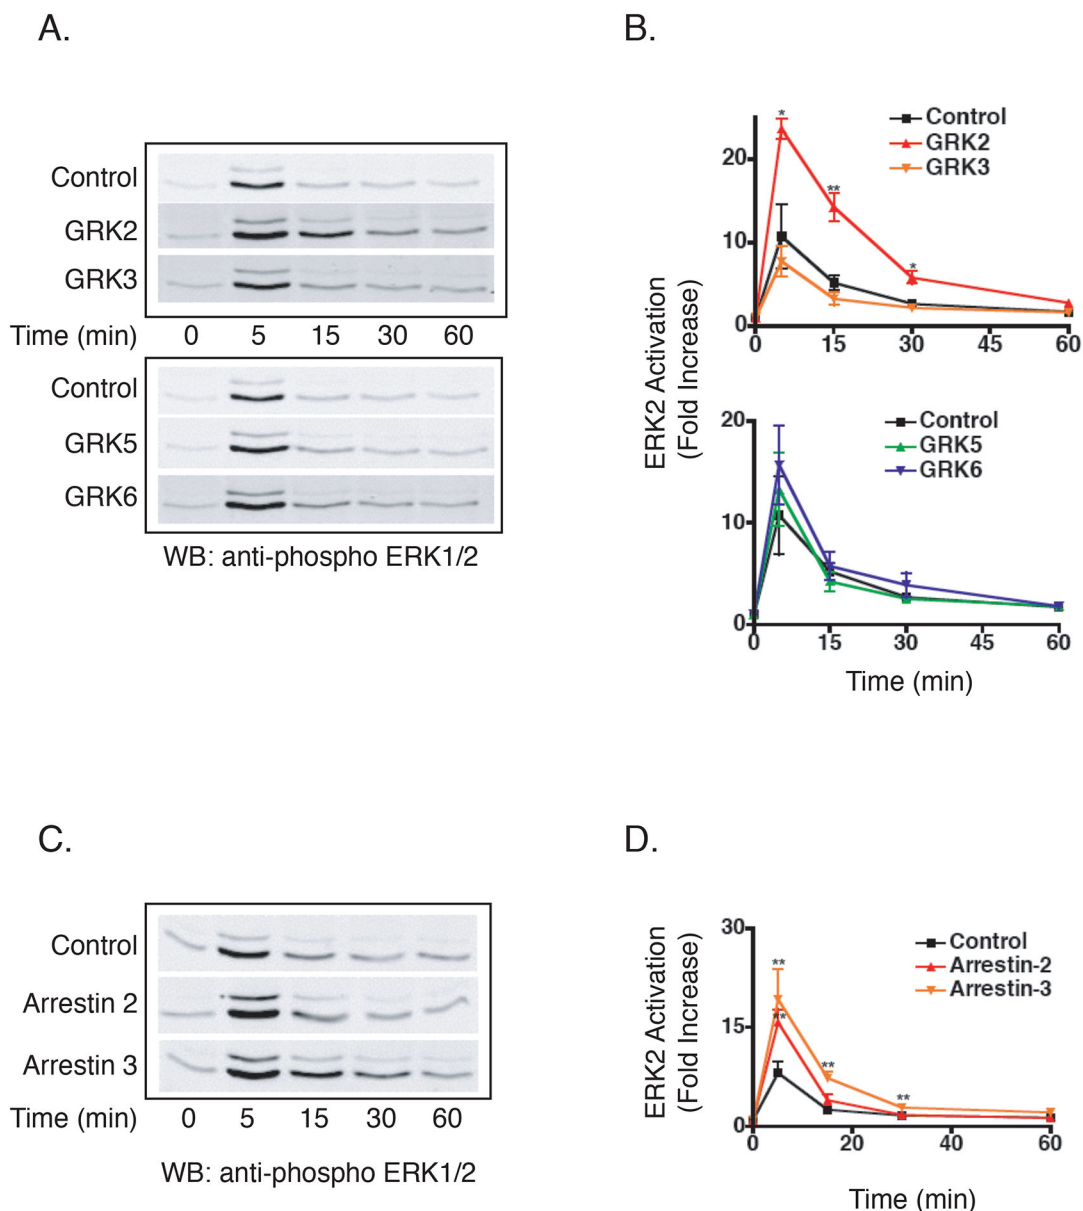 A.
Control
GRK2
GRK3
Time (min) 0 5 15 30 60
Control
GRK5
GRK6
WB: anti-phospho ERK1/2
B.
ERK2 Activation
(Fold Increase)
Control
GRK2
GRK3
*
**
*
20
10
0
0 15 30 45 60
Control
GRK5
GRK6
20
10
0
0 15 30 45 60
Time (min)
C.
Control
Arrestin 2
Arrestin 3
Time (min) 0 5 15 30 60
WB: anti-phospho ERK1/2
D.
ERK2 Activation
(Fold Increase)
Control
Arrestin-2
Arrestin-3
**
**
**
**
30
15
0
0 20 40 60
Time (min)